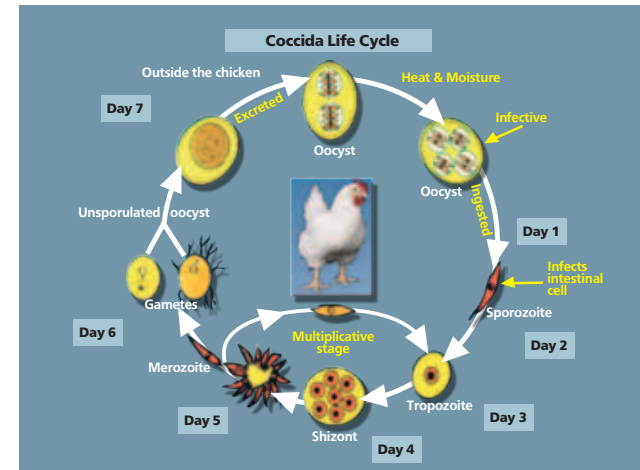 Coccida Life Cycle
Outside the chicken
Heat & Moisture
Day 7
Excreted
Infective
Oocyst
Oocyst
Ingested
Unsporulated oocyst
Day 1
Infects
intestinal
cell
Gametes
Sporozoite
Day 6
Multiplicative
stage
Day 2
Merozoite
Tropozoite
Day 3
Day 5
Shizont
Day 4